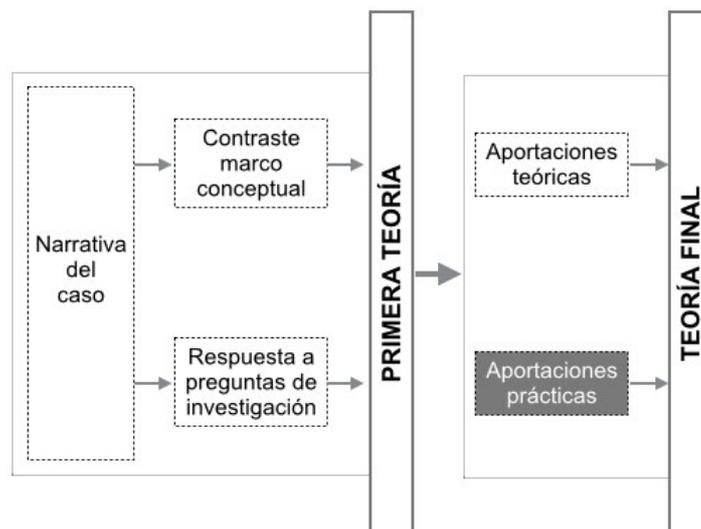 Narrativa
del
caso
Contraste
marco
conceptual
Respuesta a
preguntas de
investigación
PRIMERA TEORÍA
Aportaciones
teóricas
Aportaciones
prácticas
TEORÍA FINAL